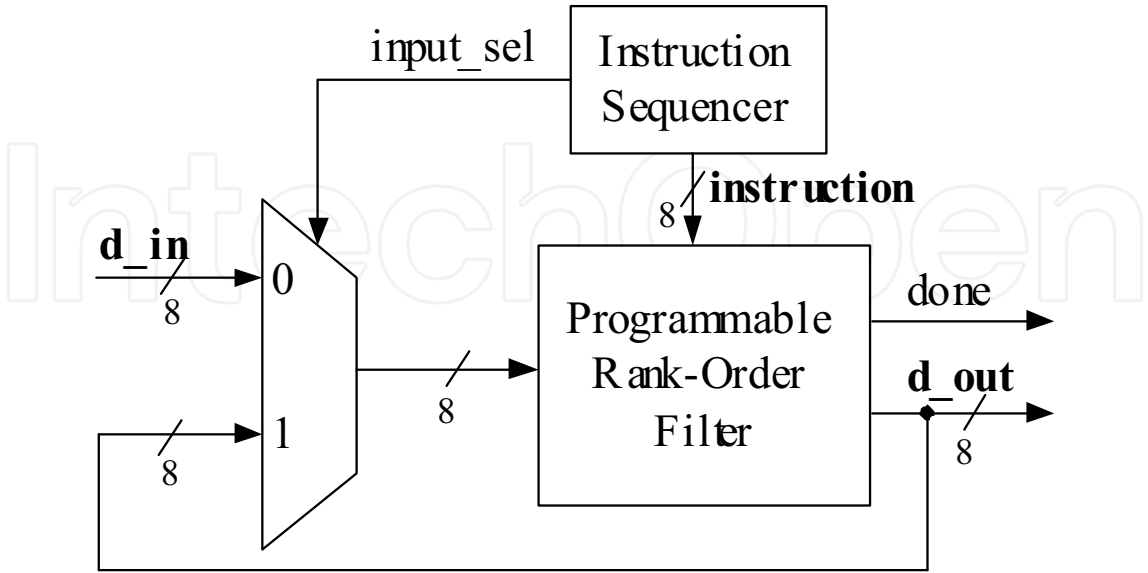 input_sel
Instruction
Sequencer
instruction
8
d_in
8
0
Programmable
Rank-Order
Filter
done
8
d_out
8
1
8
IntechOpen